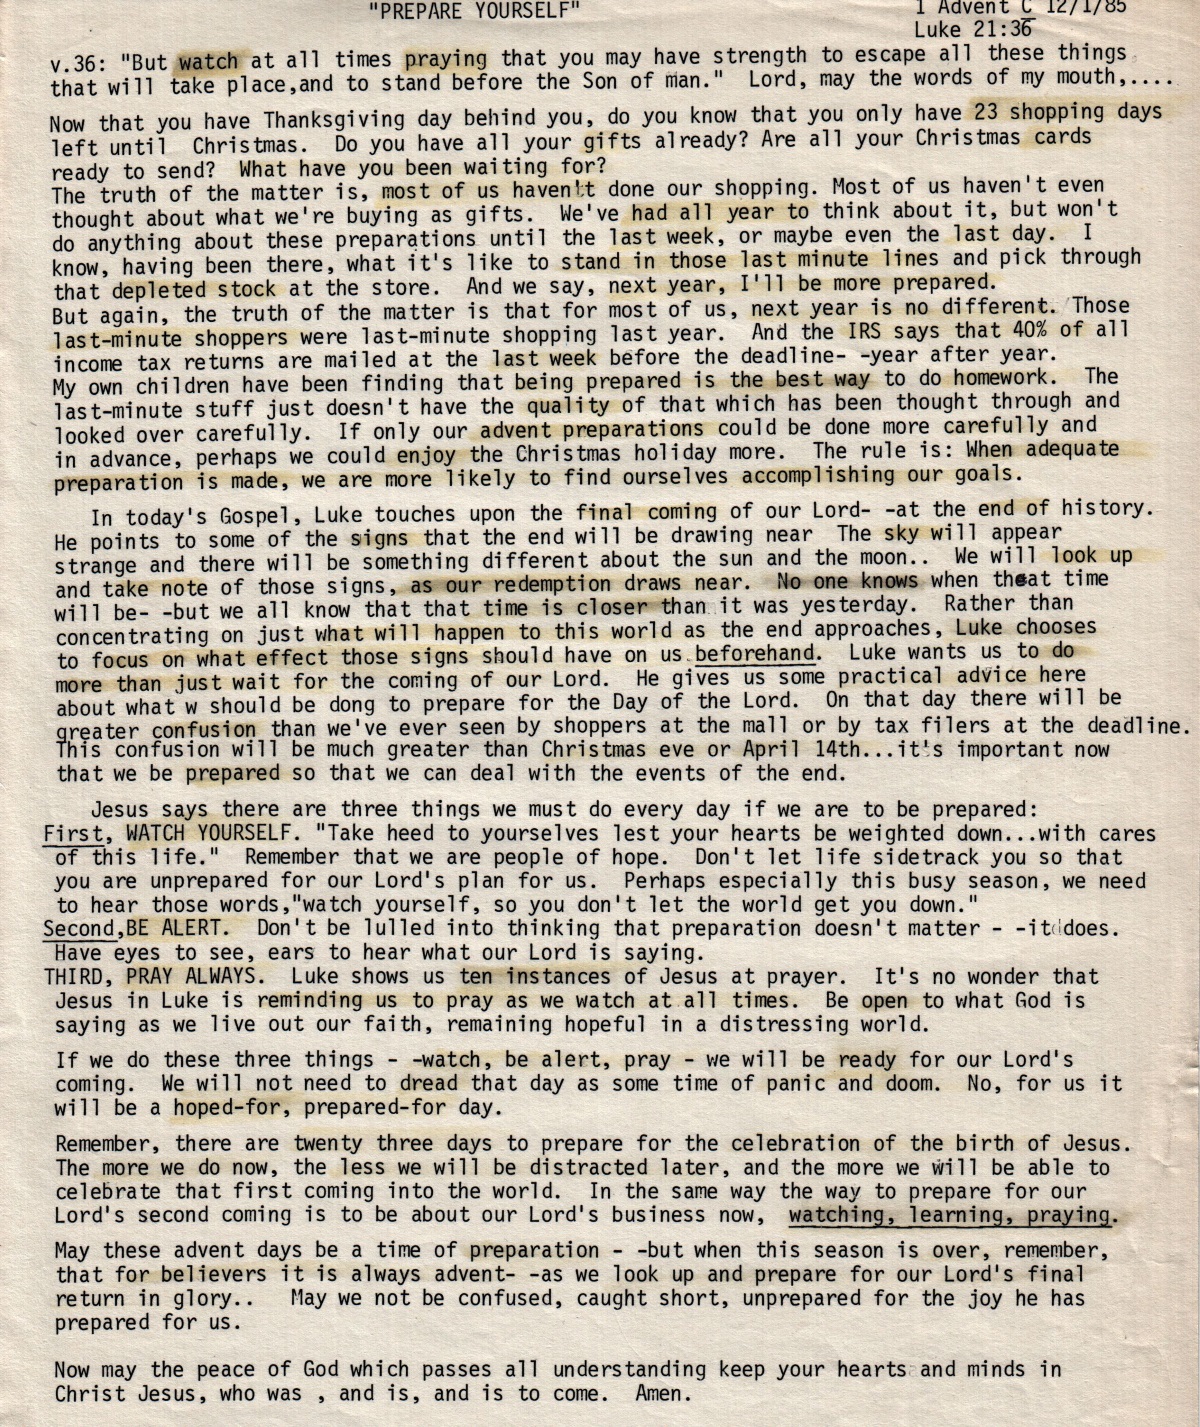 "PREPARE YOURSELF"
1 Advent C 12/1/85
Luke 21:36
v.36: "But watch at all times praying that you may have strength to escape all these things
that will take place,and to stand before the Son of man." Lord, may the words of my mouth,....
Now that you have Thanksgiving day behind you, do you know that you only have 23 shopping days
left until Christmas. Do you have all your gifts already? Are all your Christmas cards
ready to send? What have you been waiting for?
The truth of the matter is, most of us haven't done our shopping. Most of us haven't even
thought about what we're buying as gifts. We've had all year to think about it, but won't
do anything about these preparations until the last week, or maybe even the last day. I
know, having been there, what it's like to stand in those last minute lines and pick through
that depleted stock at the store. And we say, next year, I'll be more prepared.
But again, the truth of the matter is that for most of us, next year is no different. Those
last-minute shoppers were last-minute shopping last year. And the IRS says that 40% of all
income tax returns are mailed at the last week before the deadline- -year after year.
My own children have been finding that being prepared is the best way to do homework. The
last-minute stuff just doesn't have the quality of that which has been thought through and
looked over carefully. If only our advent preparations could be done more carefully and
in advance, perhaps we could enjoy the Christmas holiday more. The rule is: When adequate
preparation is made, we are more likely to find ourselves accomplishing our goals.
In today's Gospel, Luke touches upon the final coming of our Lord- -at the end of history.
He points to some of the signs that the end will be drawing near The sky will appear
strange and there will be something different about the sun and the moon.. We will look up
and take note of those signs, as our redemption draws near. No one knows when theat time
will be- -but we all know that that time is closer than it was yesterday. Rather than
concentrating on just what will happen to this world as the end approaches, Luke chooses
to focus on what effect those signs should have on us beforehand. Luke wants us to do
more than just wait for the coming of our Lord. He gives us some practical advice here
about what w should be dong to prepare for the Day of the Lord. On that day there will be
greater confusion than we've ever seen by shoppers at the mall or by tax filers at the deadline.
This confusion will be much greater than Christmas eve or April 14th...it's important now
that we be prepared so that we can deal with the events of the end.
Jesus says there are three things we must do every day if we are to be prepared:
First, WATCH YOURSELF. "Take heed to yourselves lest your hearts be weighted down...with cares
of this life." Remember that we are people of hope. Don't let life sidetrack you so that
you are unprepared for our Lord's plan for us. Perhaps especially this busy season, we need
to hear those words,"watch yourself, so you don't let the world get you down."
Second,BE ALERT. Don't be lulled into thinking that preparation doesn't matter - -it does.
Have eyes to see, ears to hear what our Lord is saying.
THIRD, PRAY ALWAYS. Luke shows us ten instances of Jesus at prayer. It's no wonder that
Jesus in Luke is reminding us to pray as we watch at all times. Be open to what God is
saying as we live out our faith, remaining hopeful in a distressing world.
If we do these three things - -watch, be alert, pray - we will be ready for our Lord's
coming. We will not need to dread that day as some time of panic and doom. No, for us it
will be a hoped-for, prepared-for day.
Remember, there are twenty three days to prepare for the celebration of the birth of Jesus.
The more we do now, the less we will be distracted later, and the more we will be able to
celebrate that first coming into the world. In the same way the way to prepare for our
Lord's second coming is to be about our Lord's business now, watching, learning, praying.
May these advent days be a time of preparation - -but when this season is over, remember,
that for believers it is always advent- -as we look up and prepare for our Lord's final
return in glory.. May we not be confused, caught short, unprepared for the joy he has
prepared for us.
Now may the peace of God which passes all understanding keep your hearts and minds in
Christ Jesus, who was , and is, and is to come. Amen.